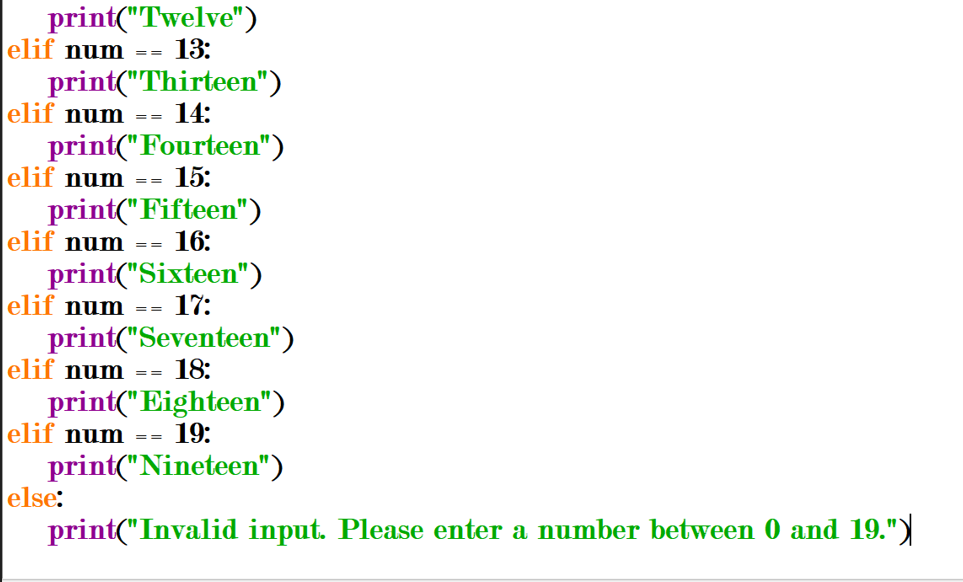 print("Twelve")
elif num == 13:
print("Thirteen")
elif num == 14:
print("Fourteen")
elif num == 15:
print("Fifteen")
elif num == 16:
print("Sixteen")
elif num == 17:
print("Seventeen")
elif num == 18:
print("Eighteen")
elif num == 19:
print("Nineteen")
else:
print("Invalid input. Please enter a number between 0 and 19.")